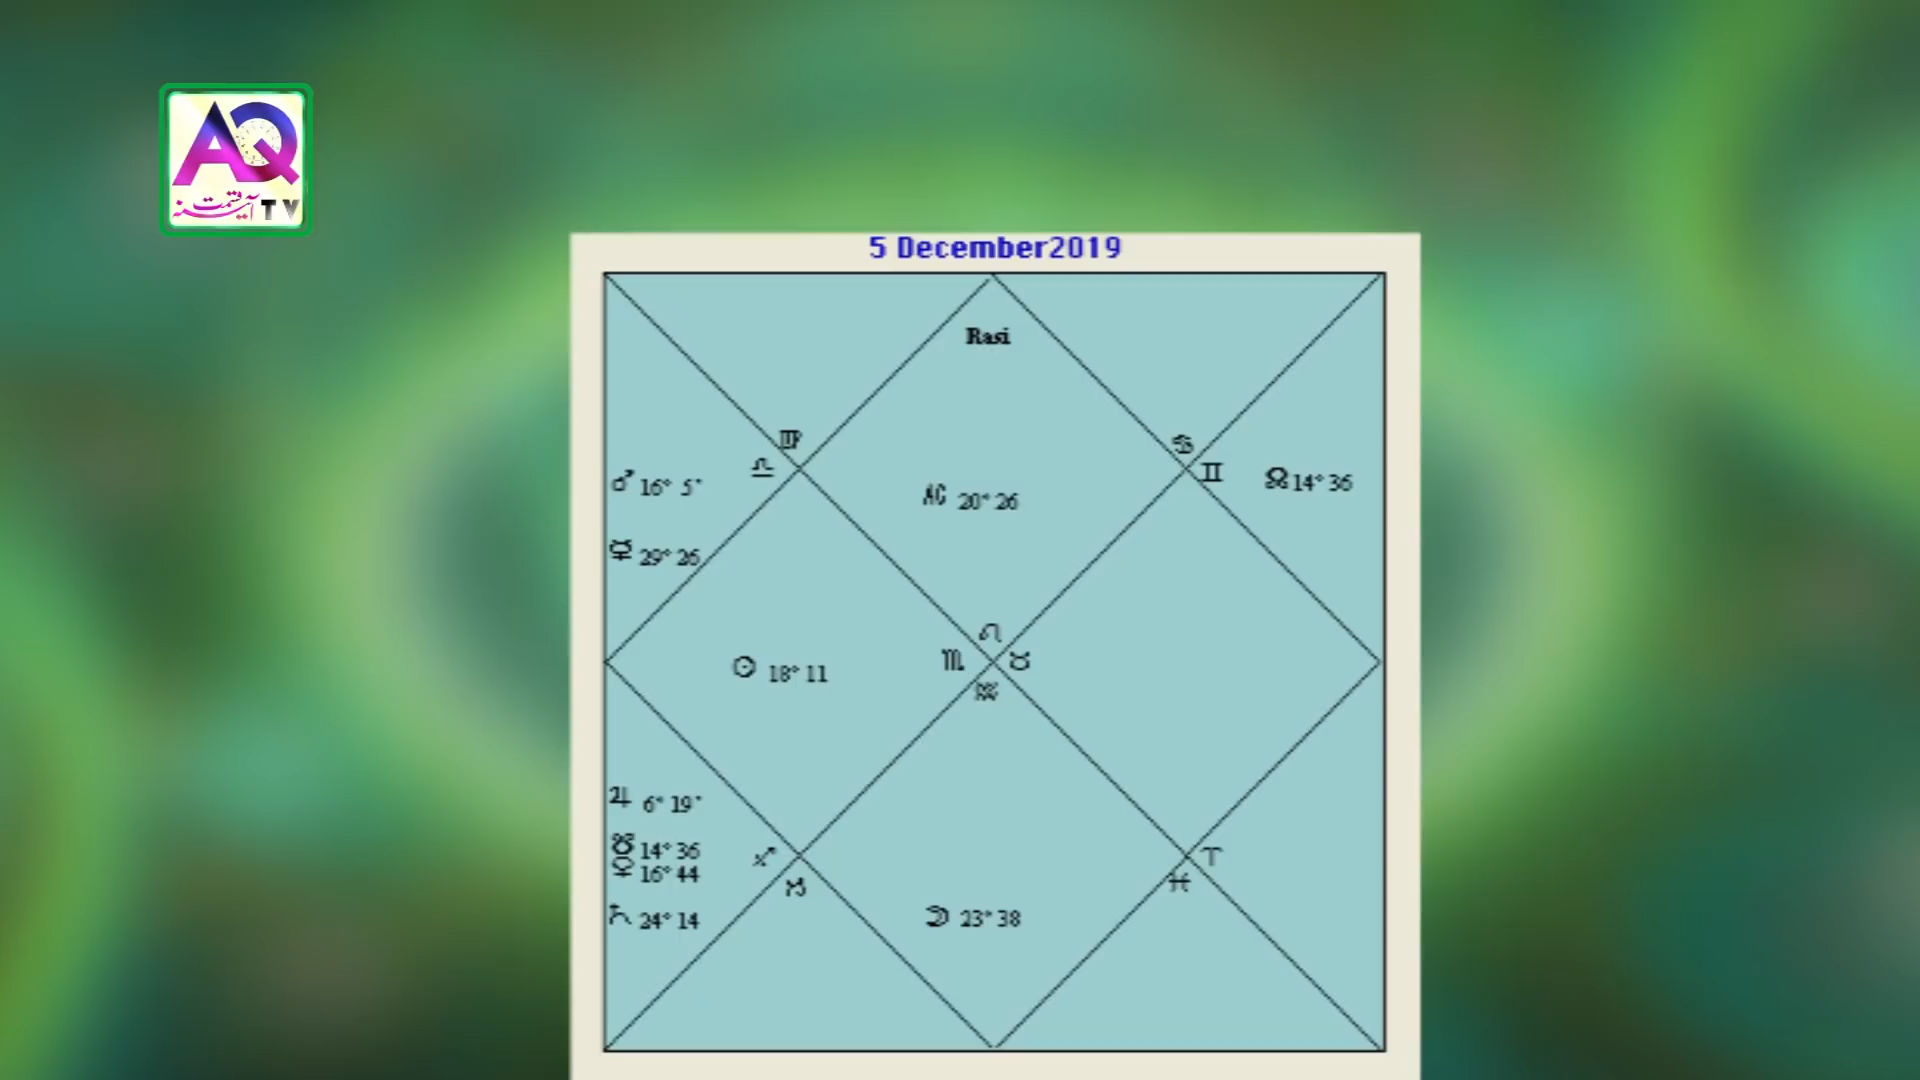 AQ
آئینہ قسمت TV
5 December2019
Rasi
♍
♋
♂ 16° 5'
♎
AC 20° 26
♊
☊ 14° 36
☿ 29° 26
♌
☉ 18° 11
♏
♉
♒
♃ 6° 19'
☋ 14° 36
♀ 16° 44
♐
♈
♑
♓
♄ 24° 14
☽ 23° 38